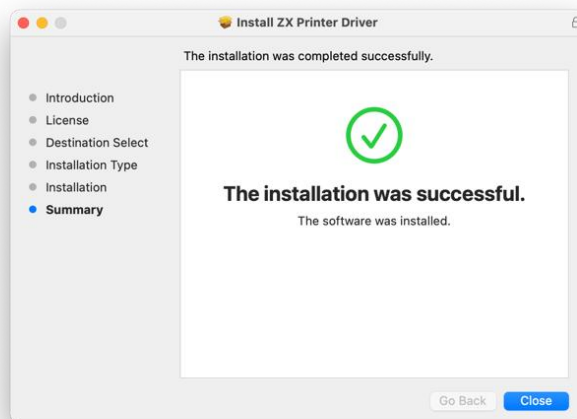 Install ZX Printer Driver
The installation was completed successfully.
Introduction
License
Destination Select
Installation Type
Installation
Summary
The installation was successful.
The software was installed.
Go Back
Close